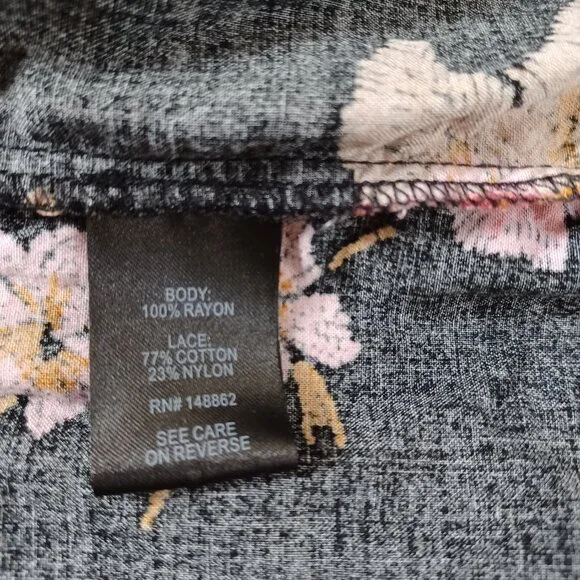 BODY:
100% RAYON
LACE:
77% COTTON
23% NYLON
RN# 148862
SEE CARE
ON REVERSE